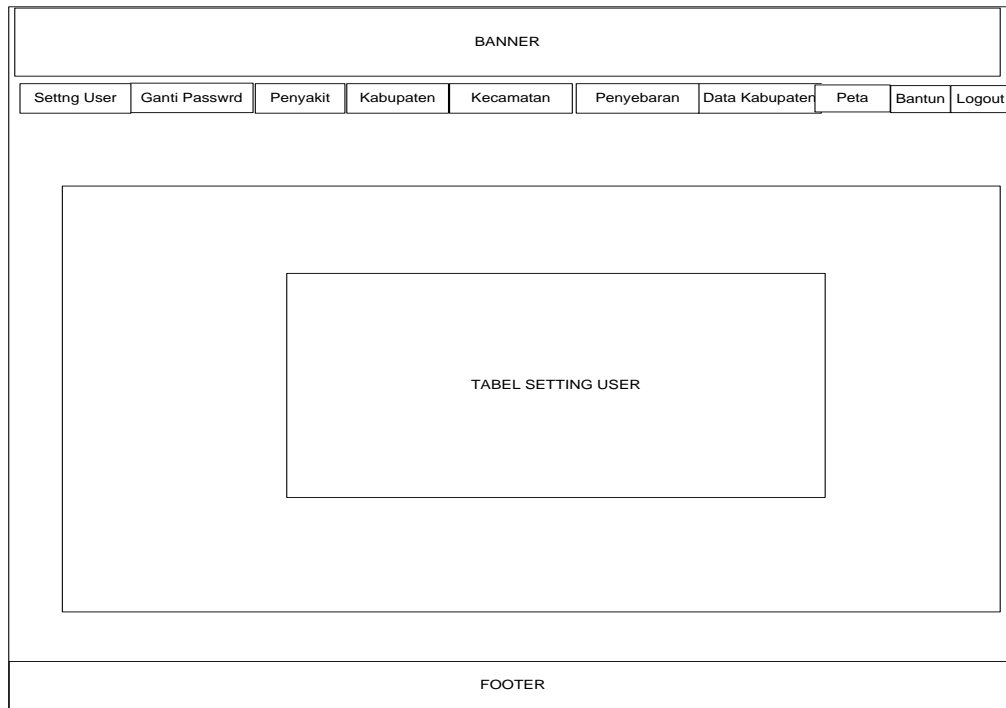 BANNER
Settng User Ganti Passwrd Penyakit Kabupaten Kecamatan Penyebaran Data Kabupaten Peta Bantun Logout
TABEL SETTING USER
FOOTER